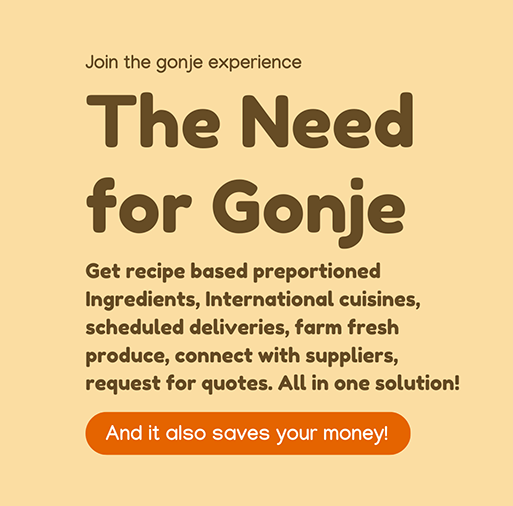 Join the gonje experience
The Need
for Gonje
Get recipe based preportioned
Ingredients, International cuisines,
scheduled deliveries, farm fresh
produce, connect with suppliers,
request for quotes. All in one solution!
And it also saves your money!